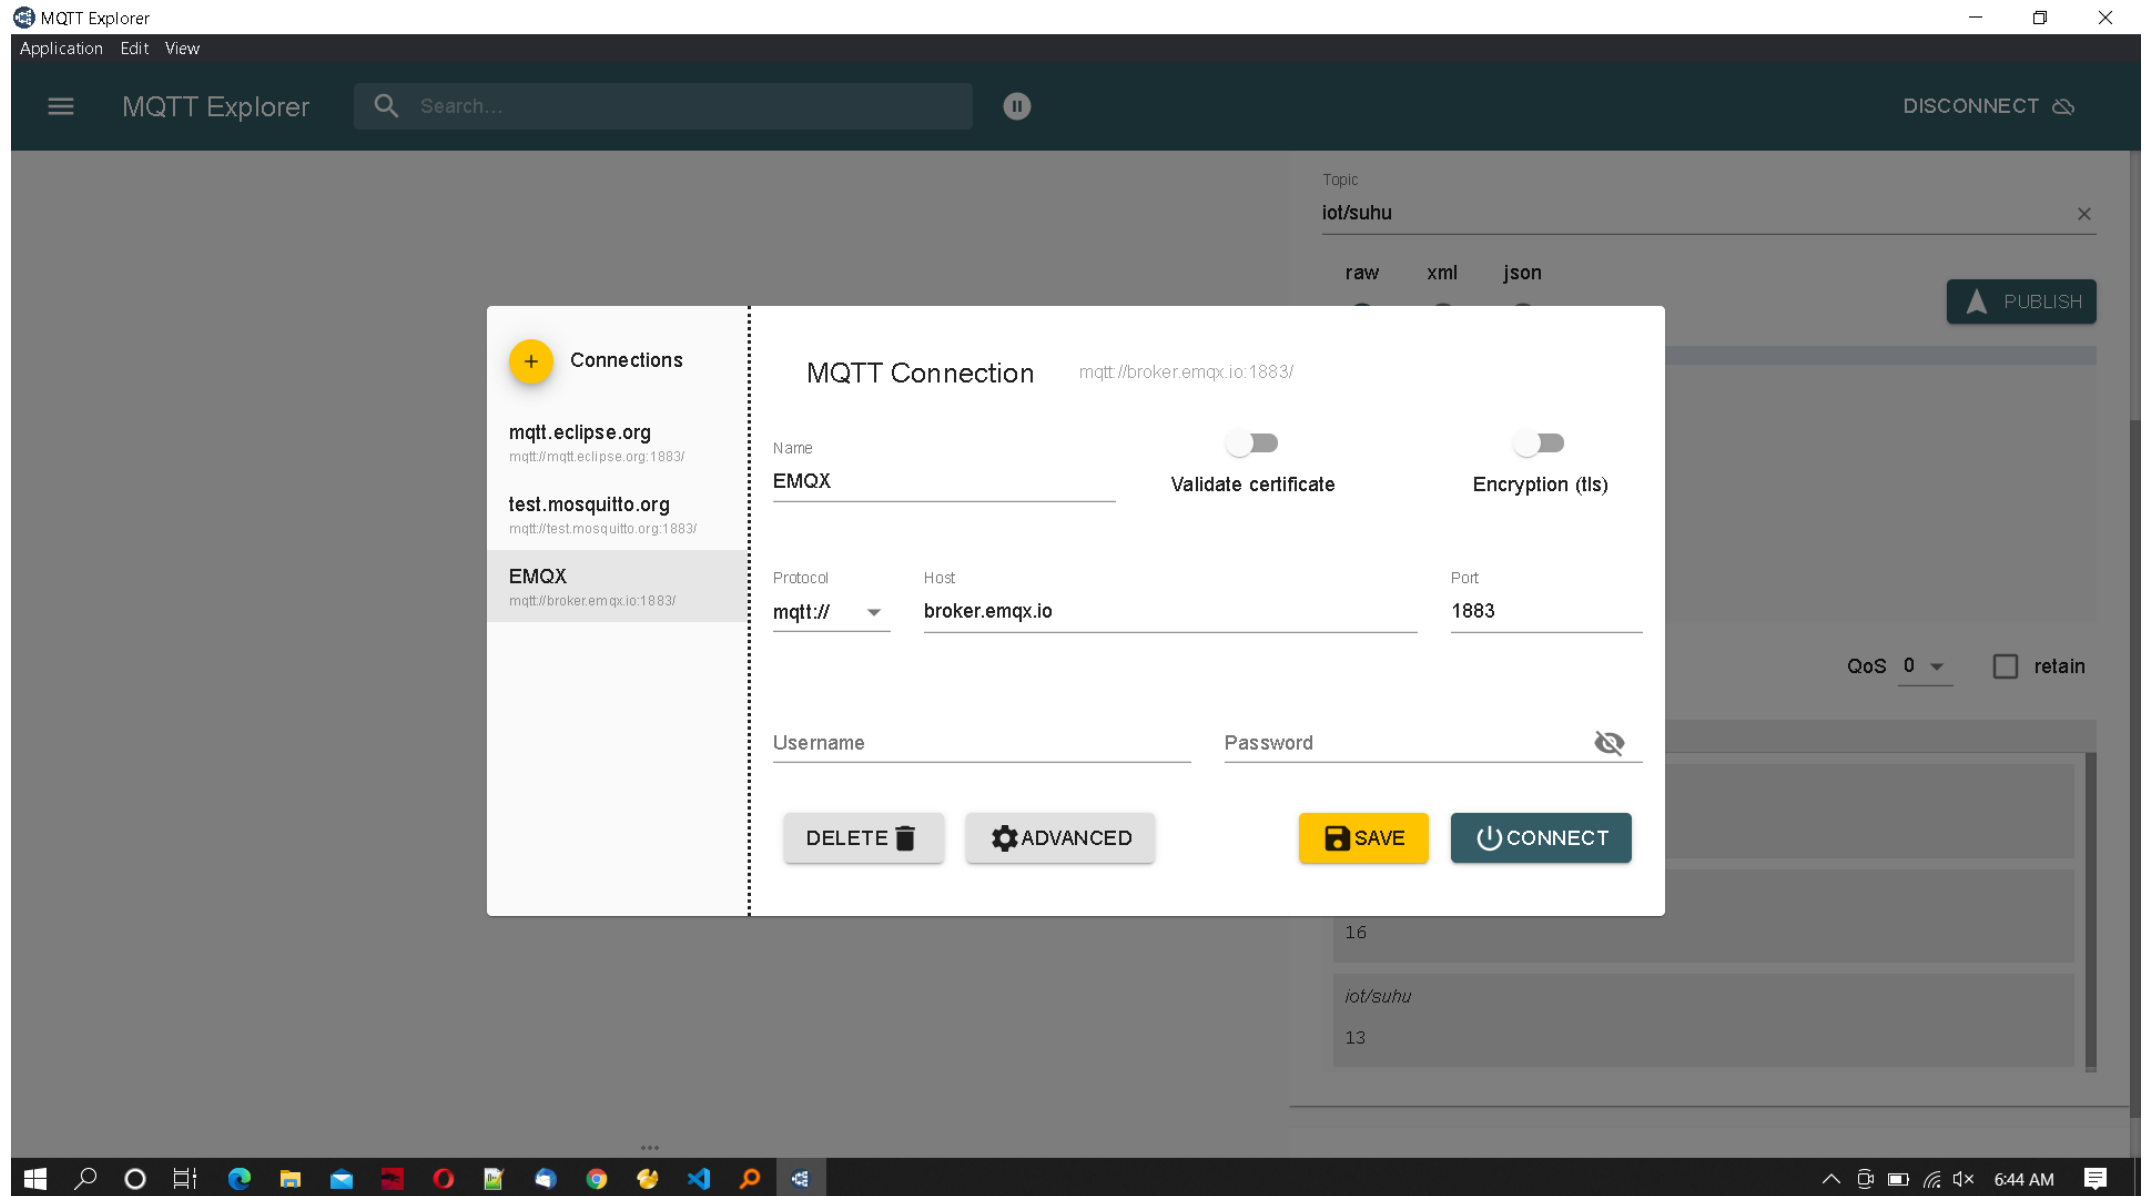 MQTT Explorer
Application Edit View
MQTT Explorer Search... DISCONNECT
Topic
iot/suhu
raw xml json
PUBLISH
Connections
mqtt.eclipse.org
mqtt://mqtt.eclipse.org:1883/
test.mosquitto.org
mqtt://test.mosquitto.org:1883/
EMQX
mqtt://broker.emqx.io:1883/
MQTT Connection mqtt://broker.emqx.io:1883/
Name
EMQX
Validate certificate
Encryption (tls)
Protocol Host Port
mqtt:// broker.emqx.io 1883
Username Password
DELETE ADVANCED SAVE CONNECT
QoS 0 retain
16
iot/suhu
13
6:44 AM